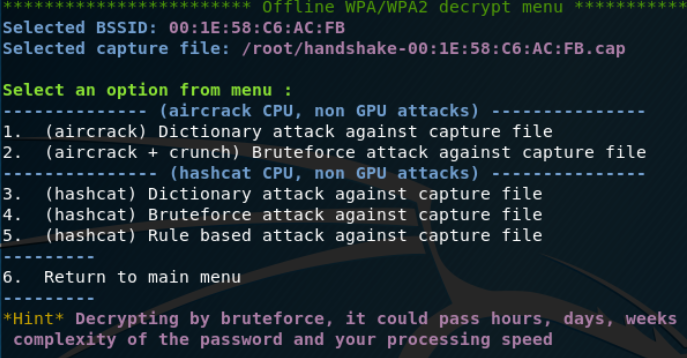 ************************ Offline WPA/WPA2 decrypt menu ***********
Selected BSSID: 00:1E:58:C6:AC:FB
Selected capture file: /root/handshake-00:1E:58:C6:AC:FB.cap
Select an option from menu :
-------------- (aircrack CPU, non GPU attacks) ---------------
1.  (aircrack) Dictionary attack against capture file
2.  (aircrack + crunch) Bruteforce attack against capture file
--------------- (hashcat CPU, non GPU attacks) ---------------
3.  (hashcat) Dictionary attack against capture file
4.  (hashcat) Bruteforce attack against capture file
5.  (hashcat) Rule based attack against capture file
---------
6.  Return to main menu
---------
*Hint* Decrypting by bruteforce, it could pass hours, days, weeks
complexity of the password and your processing speed